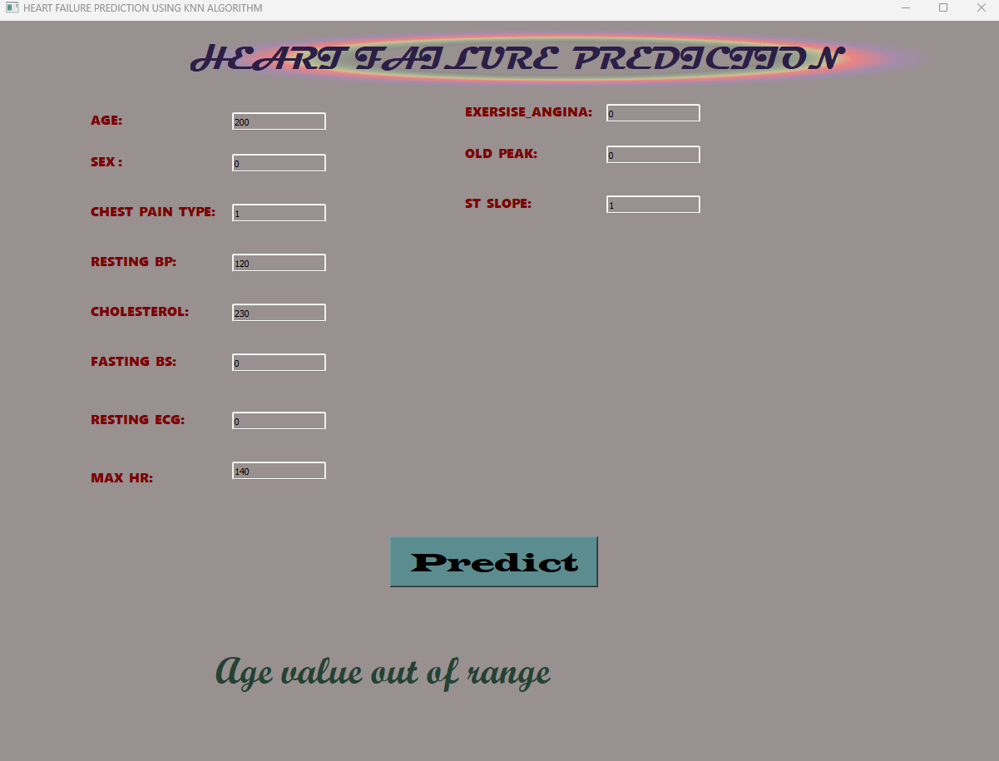 HEART FAILURE PREDICTION USING KNN ALGORITHM
HEART FAILURE PREDICTION
AGE: 200
SEX : 0
CHEST PAIN TYPE: 1
RESTING BP: 120
CHOLESTEROL: 230
FASTING BS: 0
RESTING ECG: 0
MAX HR: 140
EXERSISE_ANGINA: 0
OLD PEAK: 0
ST SLOPE: 1
Predict
Age value out of range